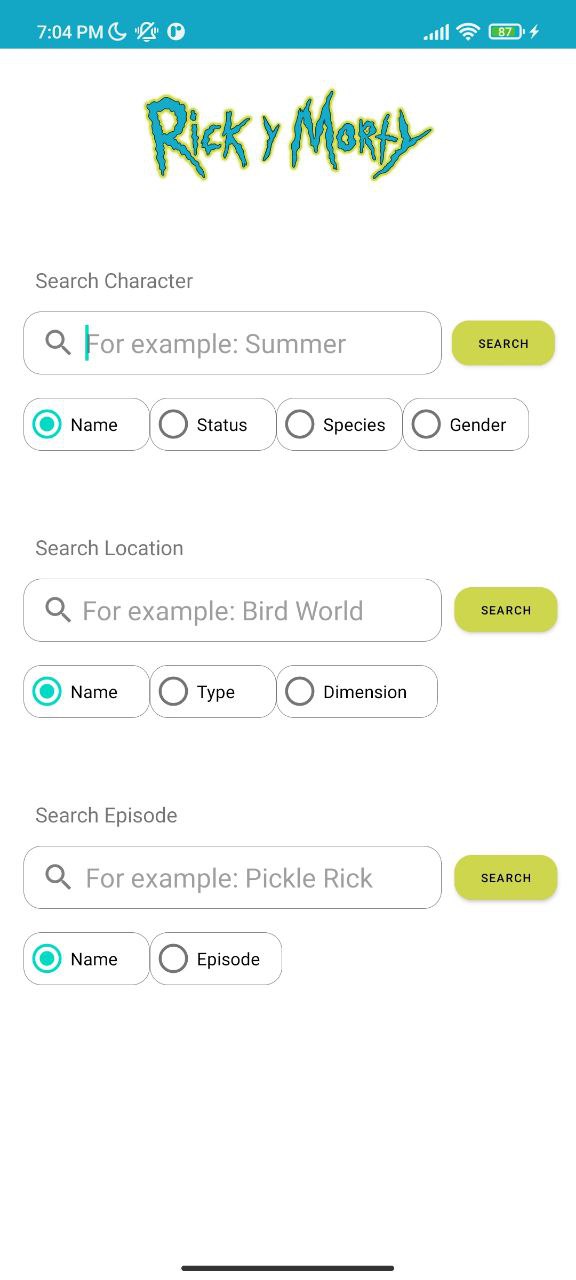 7:04 PM
87
Rick y Morty
Search Character
For example: Summer
SEARCH
Name Status Species Gender
Search Location
For example: Bird World
SEARCH
Name Type Dimension
Search Episode
For example: Pickle Rick
SEARCH
Name Episode